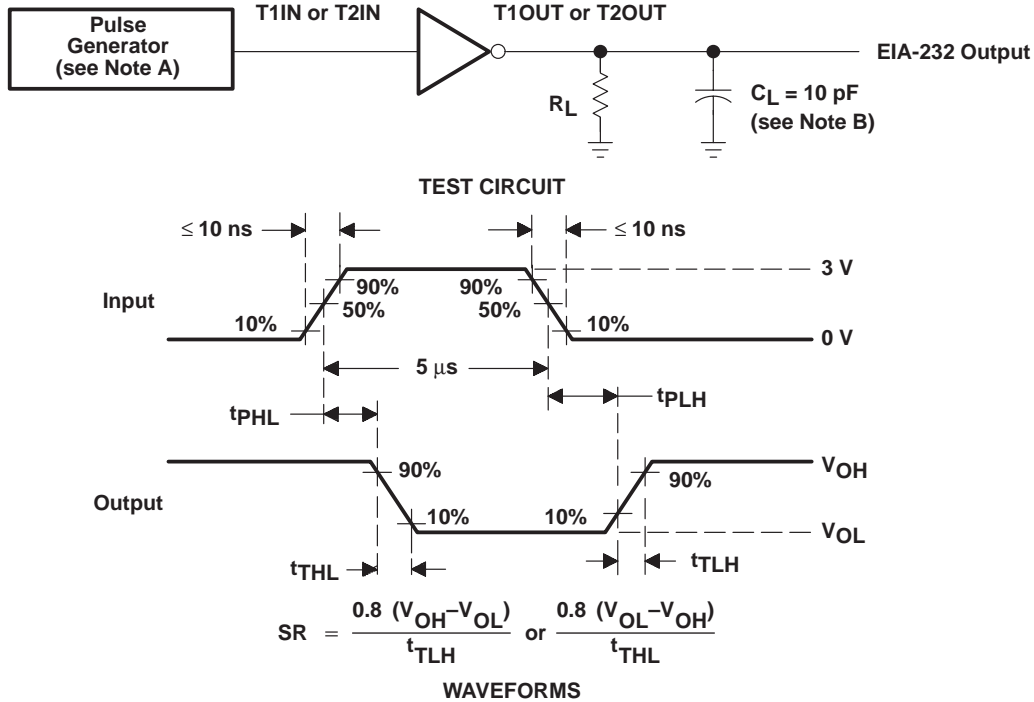 T1IN or T2IN
T1OUT or T2OUT
Pulse
Generator
(see Note A)
EIA-232 Output
RL
CL = 10 pF
(see Note B)
TEST CIRCUIT
≤ 10 ns
≤ 10 ns
3 V
90%
90%
Input
50%
50%
10%
10%
0 V
5 μs
tPHL
tPLH
VOH
90%
90%
Output
10%
10%
VOL
tTHL
tTLH
SR = 0.8 (VOH–VOL) / tTLH or 0.8 (VOL–VOH) / tTHL
WAVEFORMS